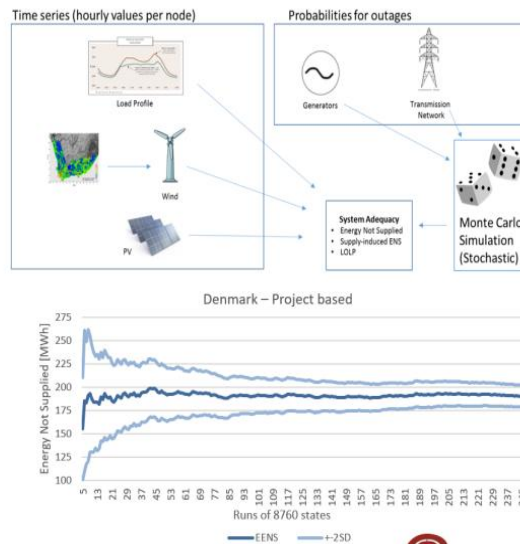 Time series (hourly values per node)
Probabilities for outages
Load Profile
Generators
Transmission
Network
Wind
PV
System Adequacy
• Energy Not Supplied
• Supply-induced ENS
• LOLP
Monte Carlo
Simulation
(Stochastic)
Denmark – Project based
Energy Not Supplied [MWh]
275
250
225
200
175
150
125
100
5 13 21 29 37 45 53 61 69 77 85 93 101 109 117 125 133 141 149 157 165 173 181 189 197 205 213 221 229 237
Runs of 8760 states
EENS
+-2SD